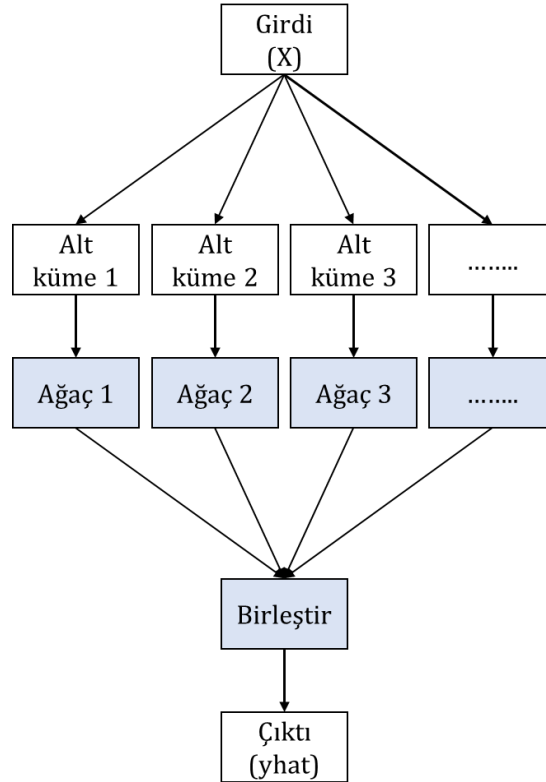 Girdi
(X)
Alt
küme 1
Alt
küme 2
Alt
küme 3
........
Ağaç 1
Ağaç 2
Ağaç 3
........
Birleştir
Çıktı
(yhat)